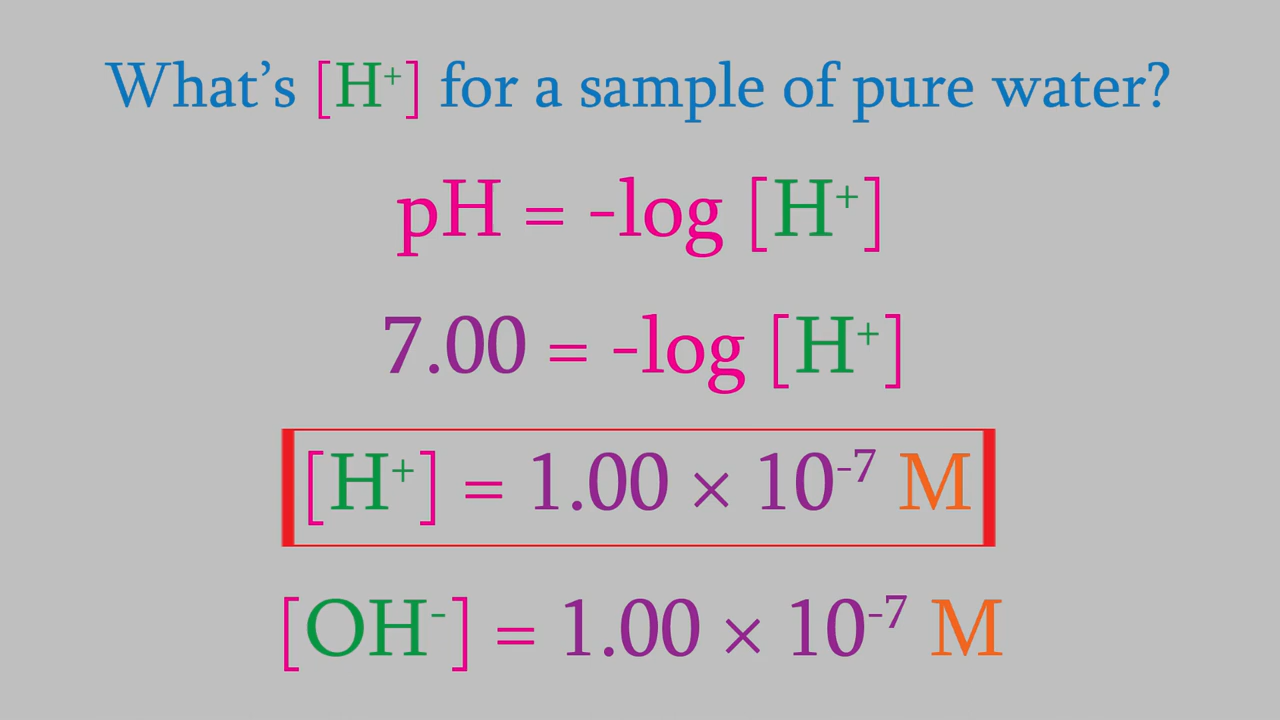 What’s [H⁺] for a sample of pure water?
pH = -log [H⁺]
7.00 = -log [H⁺]
[H⁺] = 1.00 × 10⁻⁷ M
[OH⁻] = 1.00 × 10⁻⁷ M